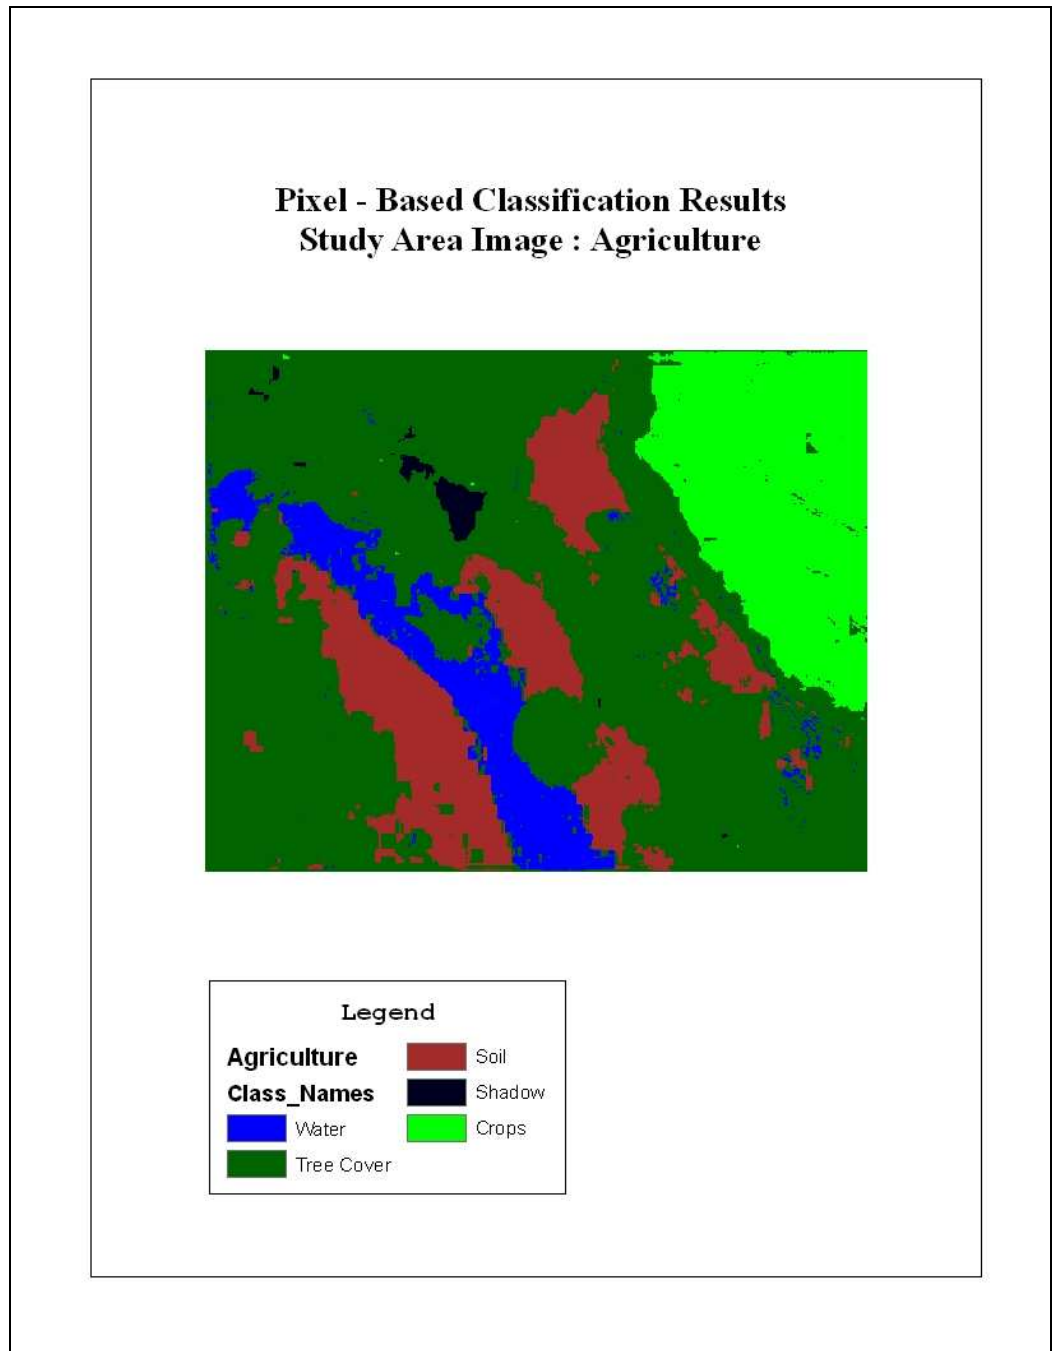 Pixel - Based Classification Results
Study Area Image : Agriculture
Legend
Agriculture
Class_Names
Water
Tree Cover
Soil
Shadow
Crops